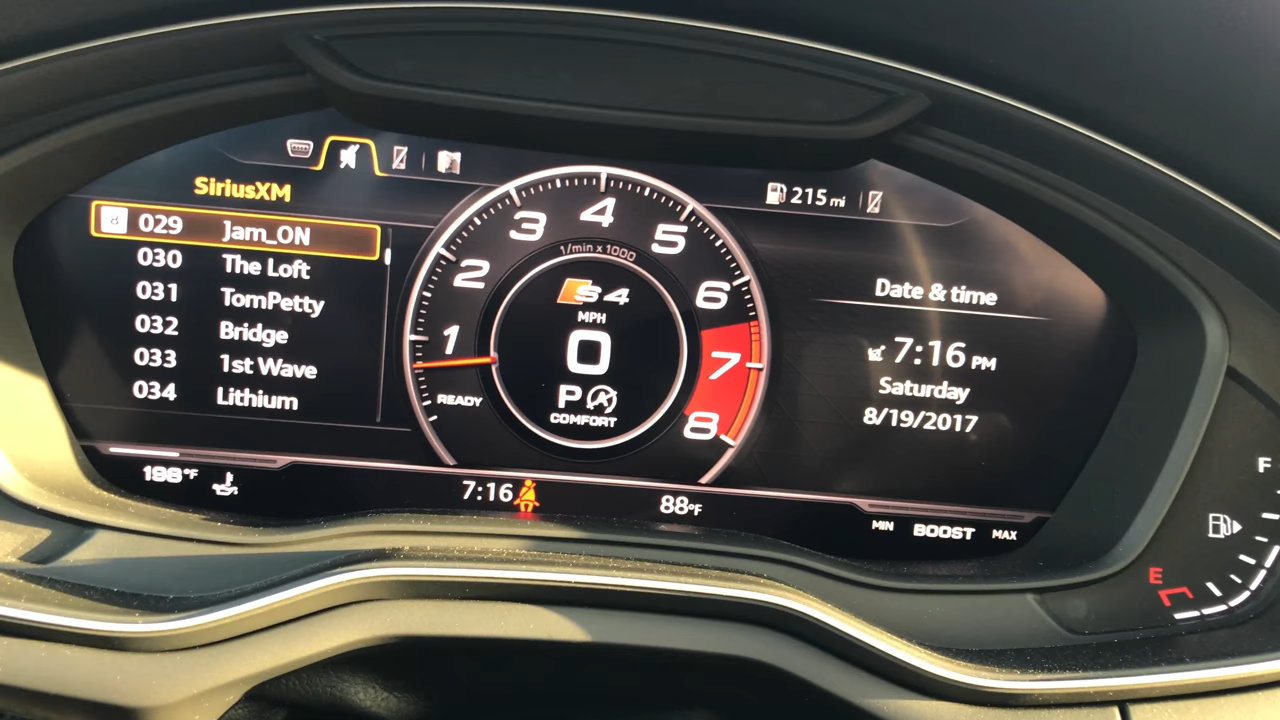 215 mi
SiriusXM
8 029 Jam_ON
030 The Loft
031 TomPetty
032 Bridge
033 1st Wave
034 Lithium
1
2
3
4
5
6
7
8
1/min x 1000
S4
MPH
0
P A
COMFORT
READY
Date & time
7:16 PM
Saturday
8/19/2017
198°F
7:16
88°F
MIN BOOST MAX
F
E